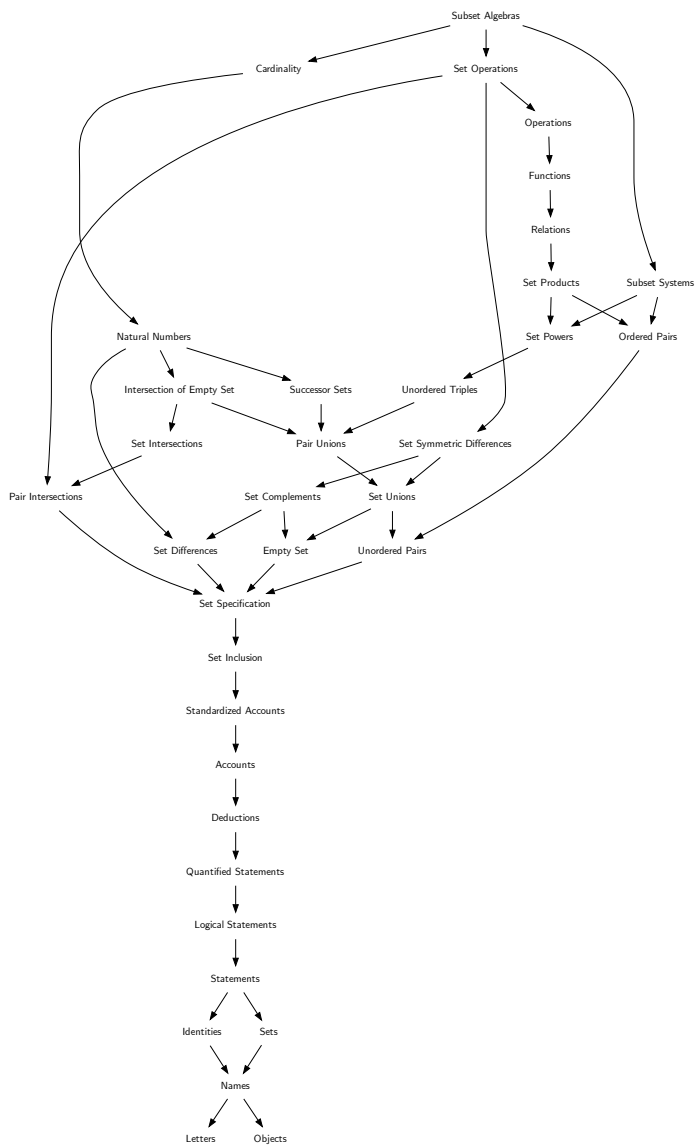 Subset Algebras
Cardinality
Set Operations
Operations
Functions
Relations
Set Products
Subset Systems
Natural Numbers
Set Powers
Ordered Pairs
Intersection of Empty Set
Successor Sets
Unordered Triples
Set Intersections
Pair Unions
Set Symmetric Differences
Pair Intersections
Set Complements
Set Unions
Set Differences
Empty Set
Unordered Pairs
Set Specification
Set Inclusion
Standardized Accounts
Accounts
Deductions
Quantified Statements
Logical Statements
Statements
Identities
Sets
Names
Letters
Objects